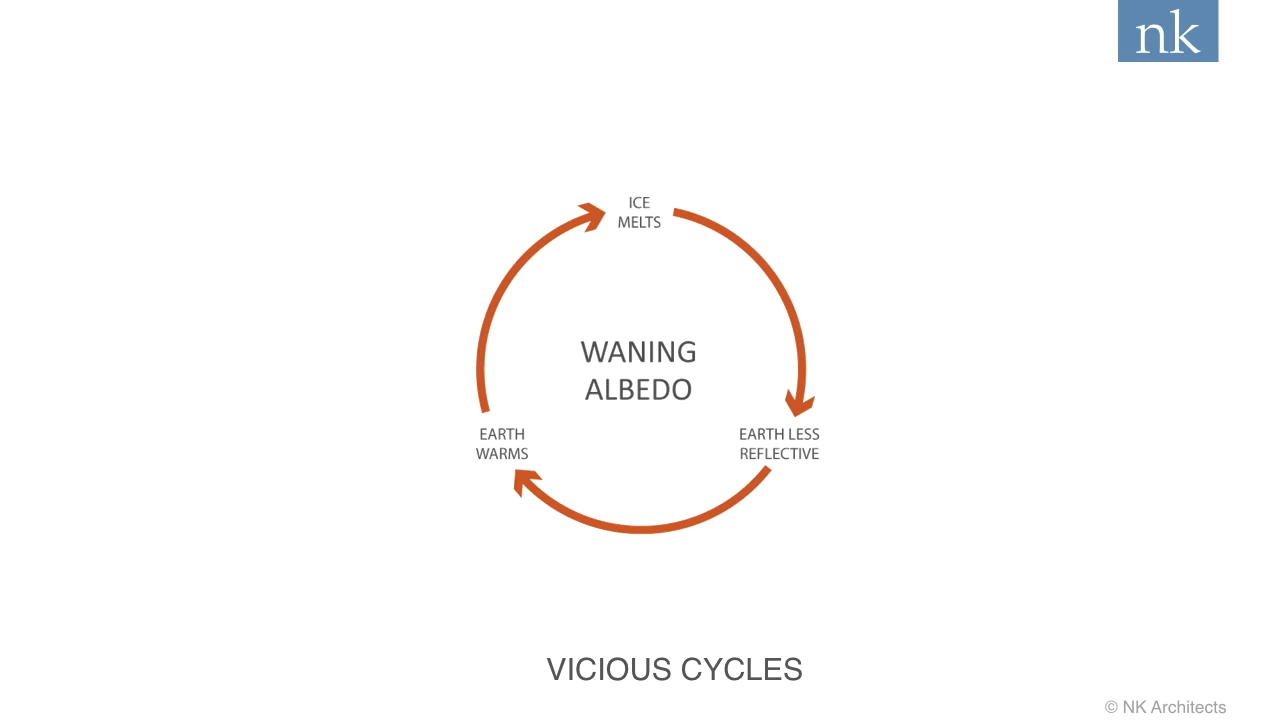 nk
ICE
MELTS
WANING
ALBEDO
EARTH
WARMS
EARTH LESS
REFLECTIVE
VICIOUS CYCLES
© NK Architects